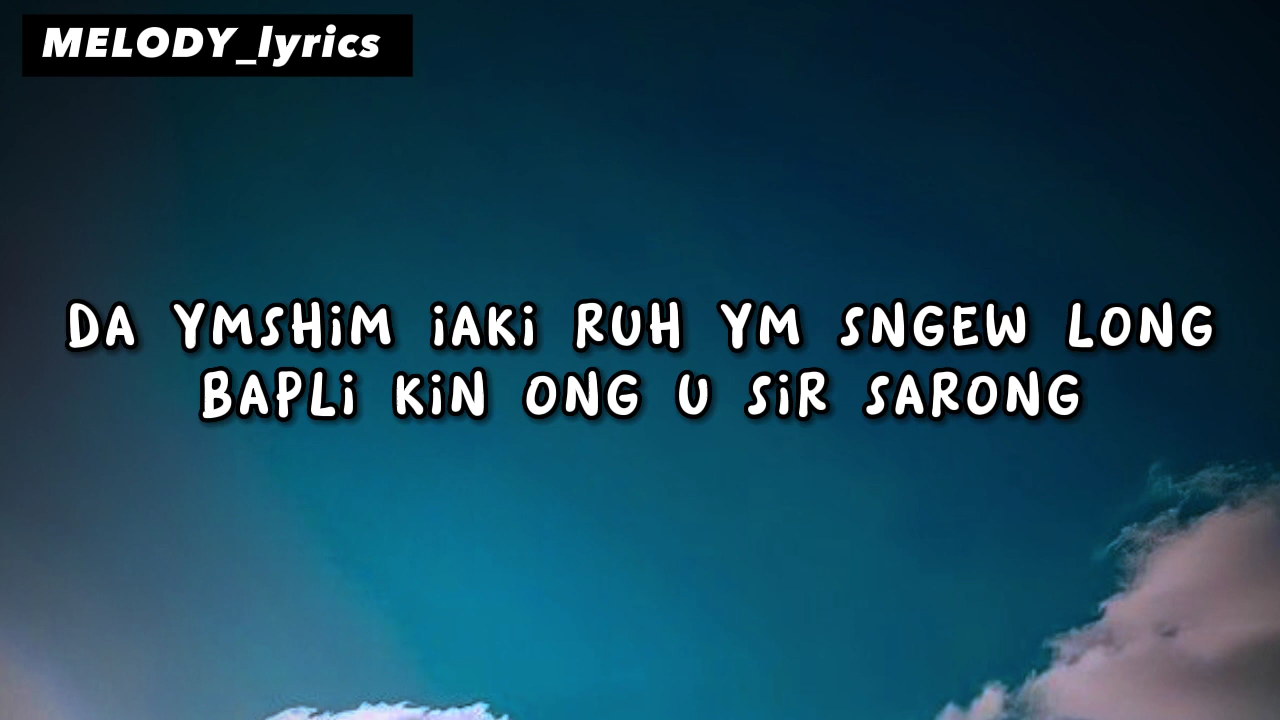 MELODY_lyrics
DA YMSHiM iAKi RUH YM SNGEW LONG
BAPLi KiN ONG U SiR SARONG